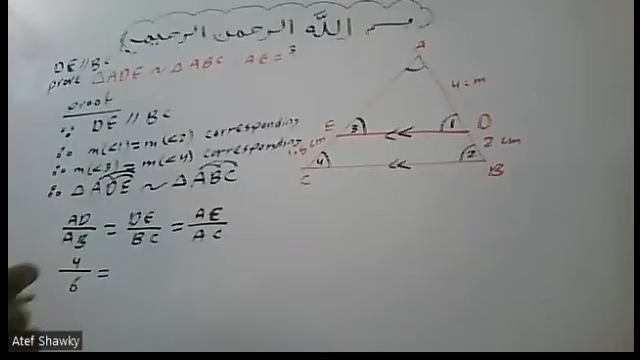 بسم الله الرحمن الرحيم
DE // BC
prove △ADE ~ △ABC AE = ?
proof
∵ DE // BC
∴ m(<1) = m(<2) corresponding
∴ m(<3) = m(<4) corresponding
∴ △ADE ~ △ABC
AD/AB = DE/BC = AE/AC
4/6 =
A
4 cm
E
3
1
D
2 cm
4
2
C
B
Atef Shawky